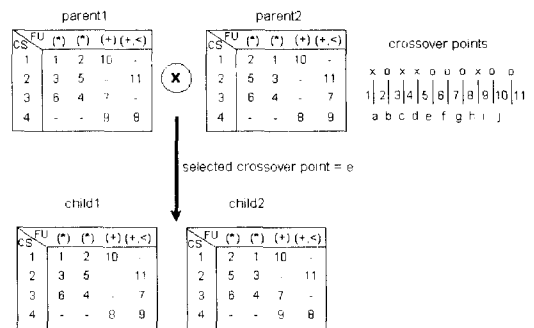 parent1 parent2
CS FU (*) (*) (+) (+,<) CS FU (*) (*) (+) (+,<) crossover points
1 1 2 10 - 1 2 1 10 -
2 3 5 - 11 X 2 5 3 - 11 x o x x o o o x o o
3 6 4 7 - 3 6 4 - 7 1 2 3 4 5 6 7 8 9 10 11
4 - - 9 8 4 - - 8 9 a b c d e f g h i j
selected crossover point = e
child1 child2
CS FU (*) (*) (+) (+,<) CS FU (*) (*) (+) (+,<)
1 1 2 10 - 1 2 1 10 -
2 3 5 11 2 5 3 - 11
3 6 4 - 7 3 6 4 7 -
4 - - 8 9 4 - - 9 8